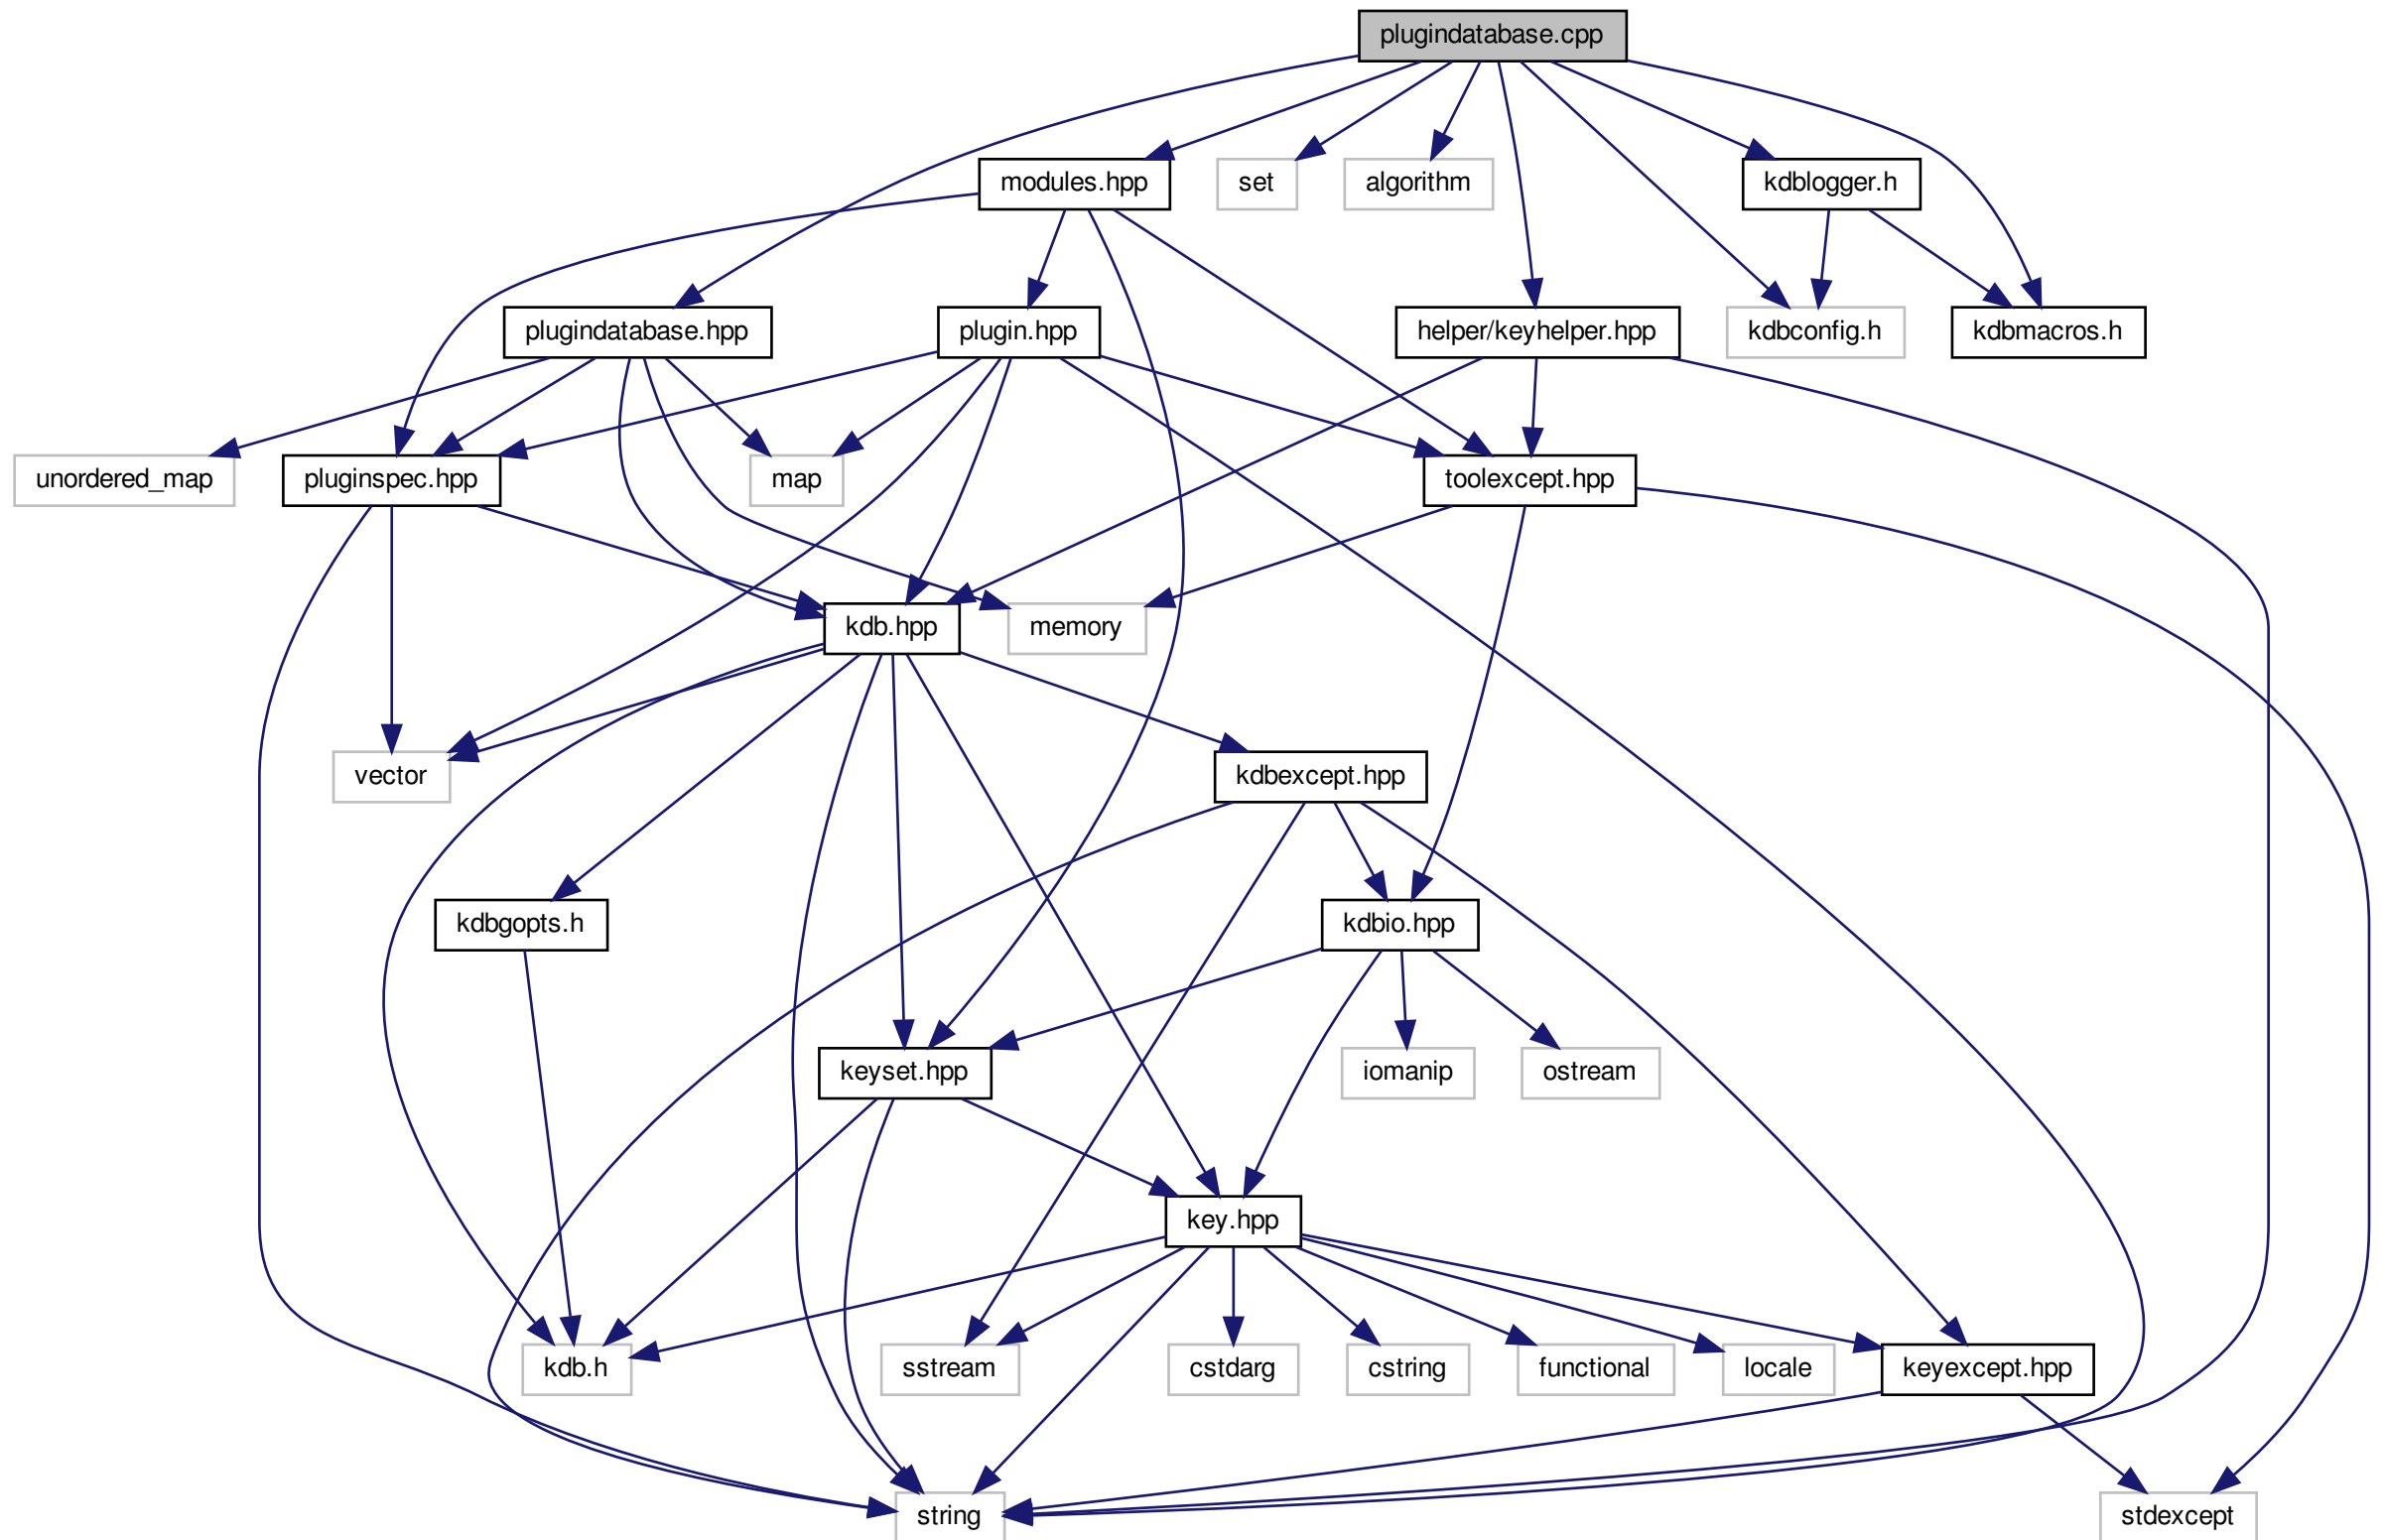 plugindatabase.cpp
modules.hpp
set
algorithm
kdblogger.h
plugindatabase.hpp
plugin.hpp
helper/keyhelper.hpp
kdbconfig.h
kdbmacros.h
unordered_map
pluginspec.hpp
map
toolexcept.hpp
kdb.hpp
memory
vector
kdbexcept.hpp
kdbgopts.h
kdbio.hpp
keyset.hpp
iomanip
ostream
key.hpp
kdb.h
sstream
cstdarg
cstring
functional
locale
keyexcept.hpp
string
stdexcept